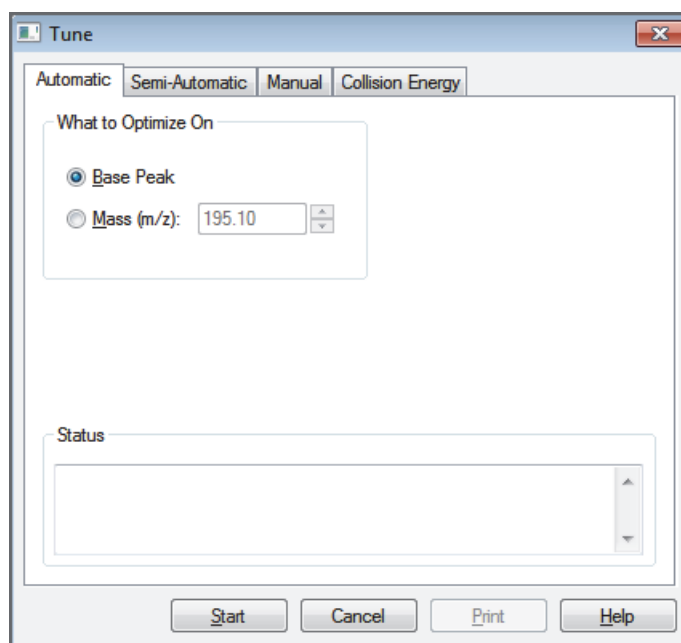 Tune
Automatic Semi-Automatic Manual Collision Energy
What to Optimize On
Base Peak
Mass (m/z): 195.10
Status
Start Cancel Print Help